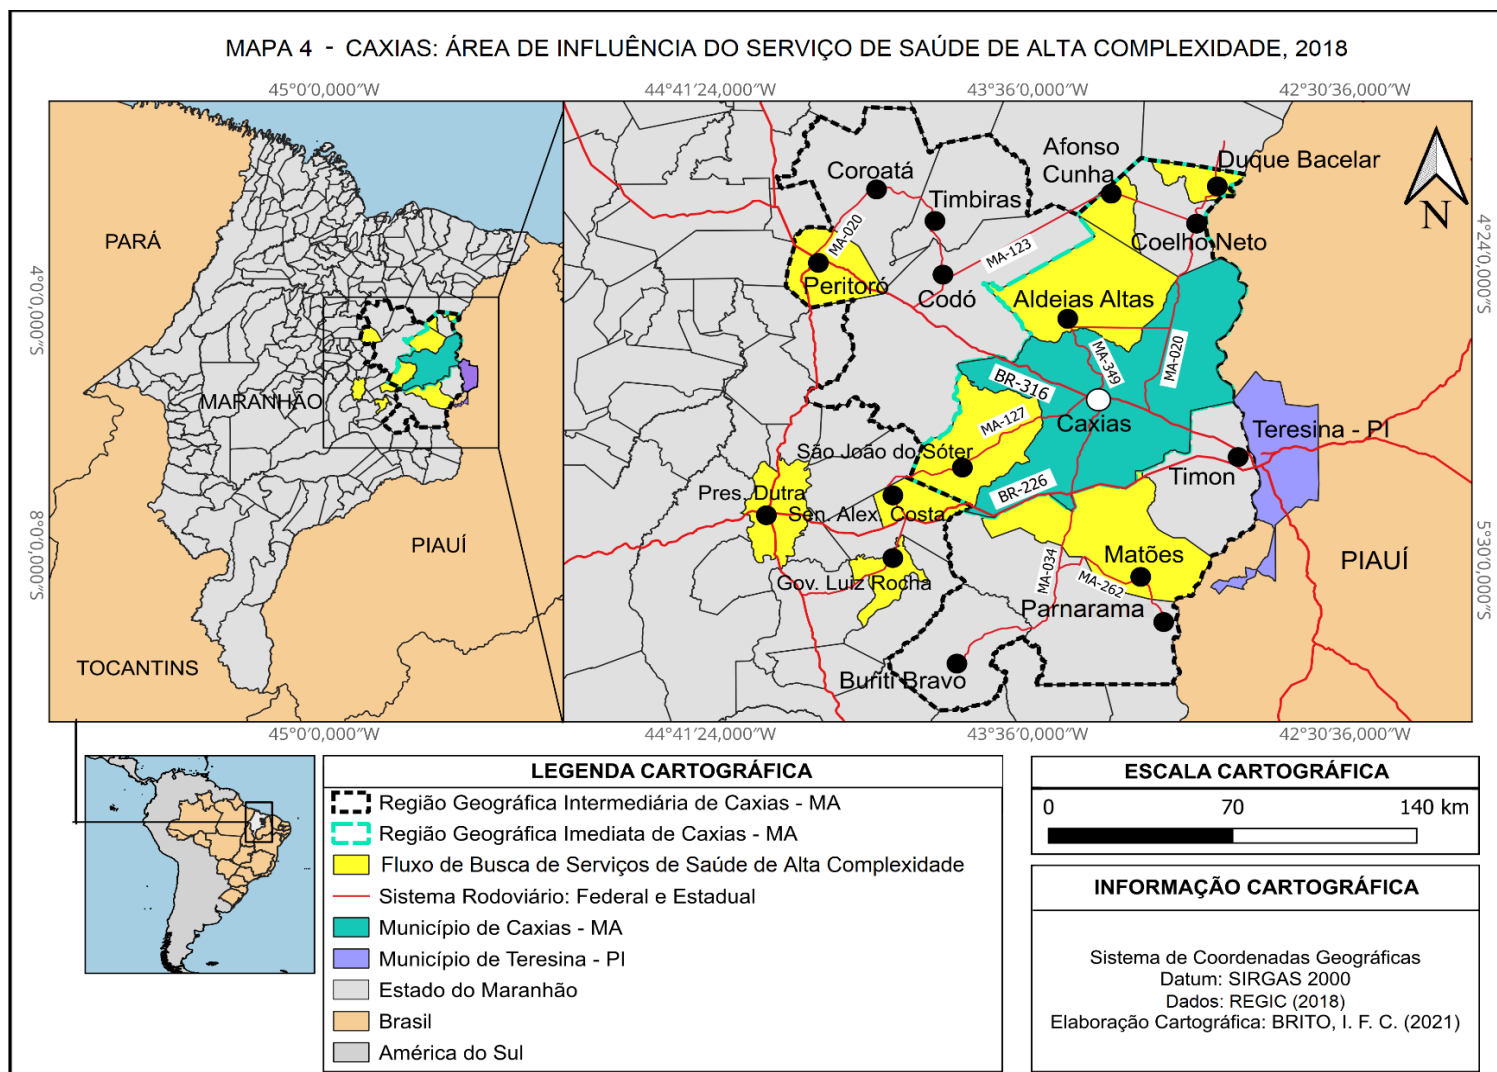 MAPA 4 - CAXIAS: ÁREA DE INFLUÊNCIA DO SERVIÇO DE SAÚDE DE ALTA COMPLEXIDADE, 2018
45°0'0,000"W
44°41'24,000"W
43°36'0,000"W
42°30'36,000"W
4°0'0,000"S
8°0'0,000"S
PARÁ
MARANHÃO
PIAUÍ
TOCANTINS
Coroatá
Timbiras
Afonso
Cunha
Duque Bacelar
MA-020
MA-123
Coelho Neto
Peritoró
Codó
Aldeias Altas
MA-349
MA-020
BR-316
MA-127
Caxias
Teresina - PI
São João do Sóter
Timon
Pres. Dutra
BR-226
Sen. Alex. Costa
Matões
PIAUÍ
Gov. Luiz Rocha
MA-034
MA-262
Parnarama
Buriti Bravo
N
4°24'0,000"S
5°30'0,000"S
45°0'0,000"W
44°41'24,000"W
43°36'0,000"W
42°30'36,000"W
LEGENDA CARTOGRÁFICA
Região Geográfica Intermediária de Caxias - MA
Região Geográfica Imediata de Caxias - MA
Fluxo de Busca de Serviços de Saúde de Alta Complexidade
Sistema Rodoviário: Federal e Estadual
Município de Caxias - MA
Município de Teresina - PI
Estado do Maranhão
Brasil
América do Sul
ESCALA CARTOGRÁFICA
0 70 140 km
INFORMAÇÃO CARTOGRÁFICA
Sistema de Coordenadas Geográficas
Datum: SIRGAS 2000
Dados: REGIC (2018)
Elaboração Cartográfica: BRITO, I. F. C. (2021)